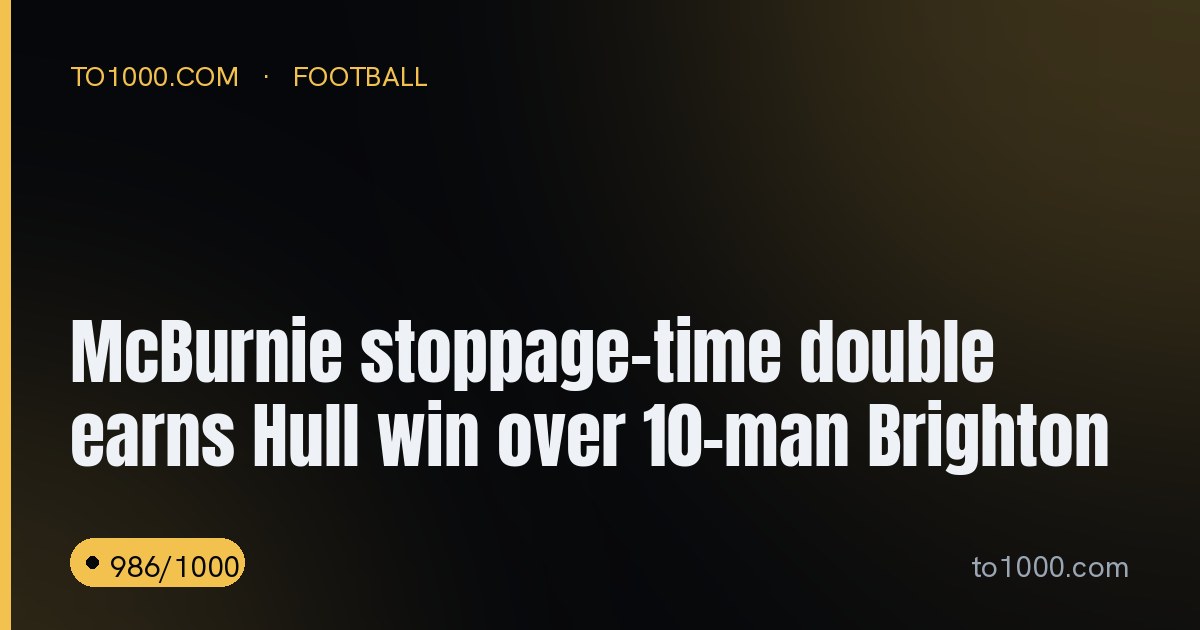 TO1000.COM · FOOTBALL
McBurnie stoppage-time double
earns Hull win over 10-man Brighton
986/1000
to1000.com